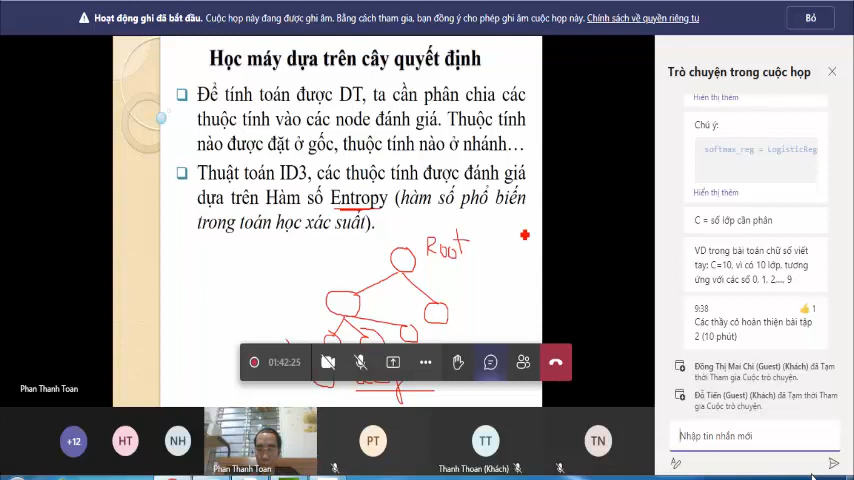 Hoạt động ghi đã bắt đầu. Cuộc họp này đang được ghi âm. Bằng cách tham gia, bạn đồng ý cho phép ghi âm cuộc họp này. Chính sách về quyền riêng tư
Bỏ
Học máy dựa trên cây quyết định
Để tính toán được DT, ta cần phân chia các
thuộc tính vào các node đánh giá. Thuộc tính
nào được đặt ở gốc, thuộc tính nào ở nhánh...
Thuật toán ID3, các thuộc tính được đánh giá
dựa trên Hàm số Entropy (hàm số phổ biến
trong toán học xác suất).
Root
01:42:25
Phan Thanh Toan
+12
HT
NH
Phan Thanh Toan
PT
TT
Thanh Thoan (Khách)
TN
Trò chuyện trong cuộc họp
Hiển thị thêm
Chú ý:
softmax_reg = LogisticReg
Hiển thị thêm
C = số lớp cần phân
VD trong bài toán chữ số viết
tay: C=10, vì có 10 lớp, tương
ứng với các số 0, 1, 2,... 9
9:38
1
Các thầy cô hoàn thiện bài tập
2 (10 phút)
Đồng Thị Mai Chi (Guest) (Khách) đã Tạm
thời Tham gia Cuộc trò chuyện.
Đỗ Tiến (Guest) (Khách) đã Tạm thời Tham
gia Cuộc trò chuyện.
Nhập tin nhắn mới